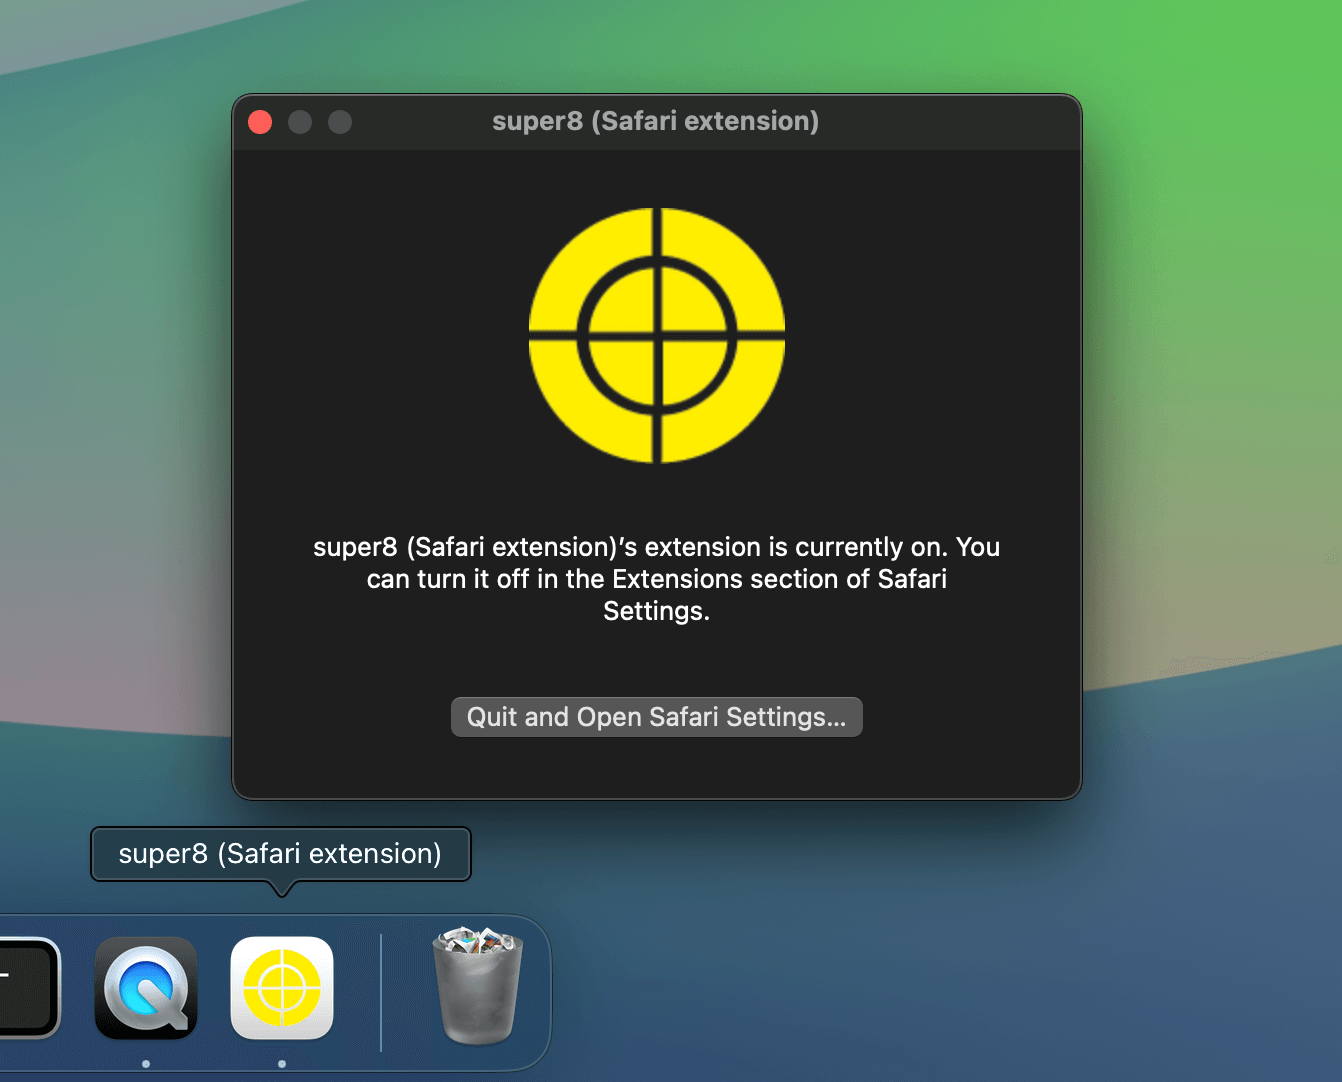 super8 (Safari extension)
super8 (Safari extension)’s extension is currently on. You
can turn it off in the Extensions section of Safari
Settings.
Quit and Open Safari Settings...
super8 (Safari extension)